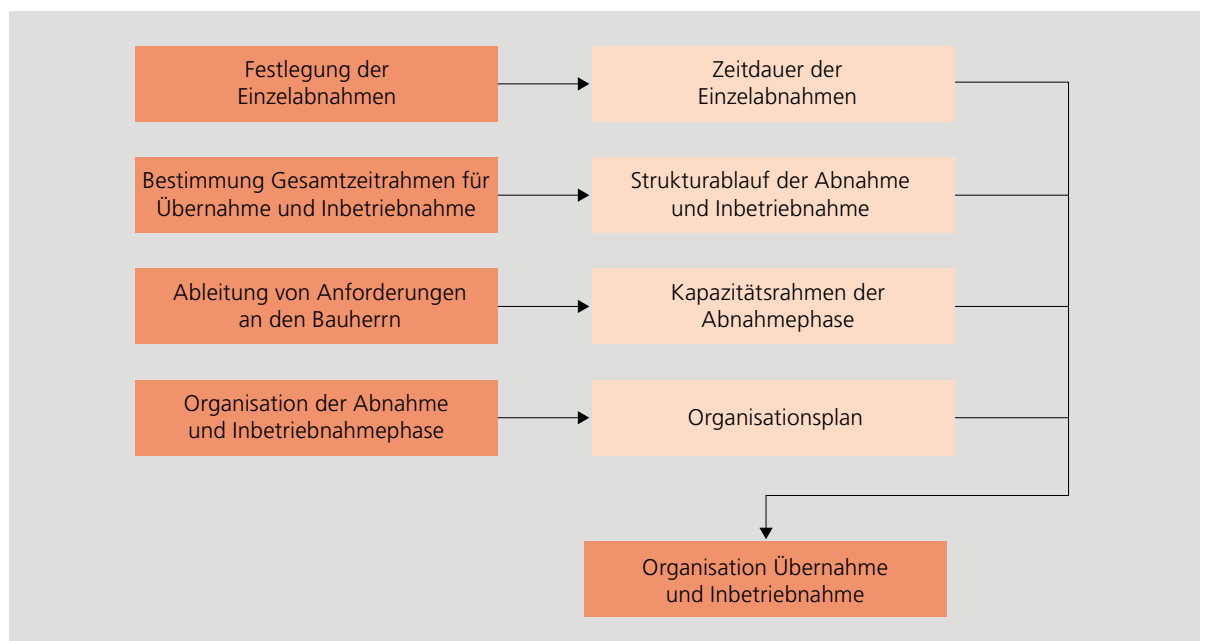 Festlegung der
Einzelabnahmen
Zeitdauer der
Einzelabnahmen
Bestimmung Gesamtzeitrahmen für
Übernahme und Inbetriebnahme
Strukturablauf der Abnahme
und Inbetriebnahme
Ableitung von Anforderungen
an den Bauherrn
Kapazitätsrahmen der
Abnahmephase
Organisation der Abnahme
und Inbetriebnahmephase
Organisationsplan
Organisation Übernahme
und Inbetriebnahme